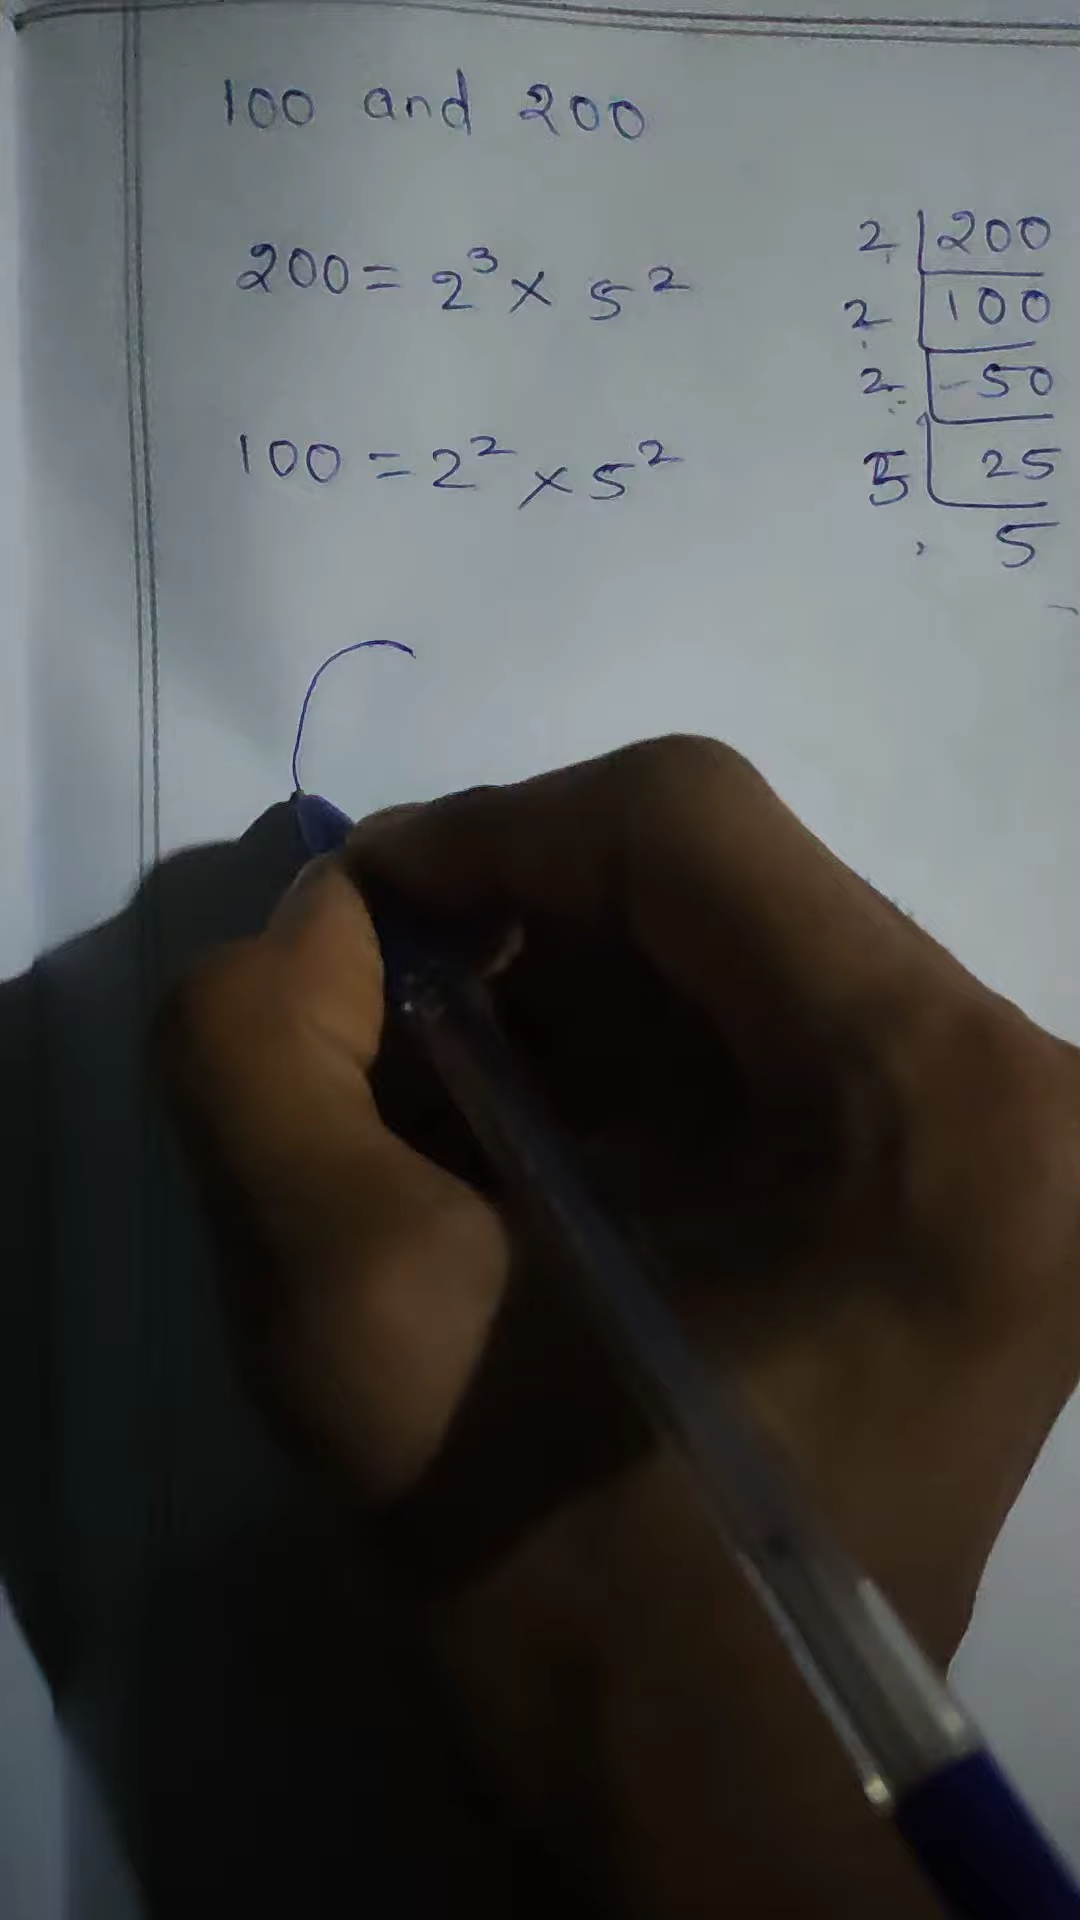 100 and 200
200 = 2³ × 5²
100 = 2² × 5²
2 | 200
2 | 100
2 | -50
5 | 25
5